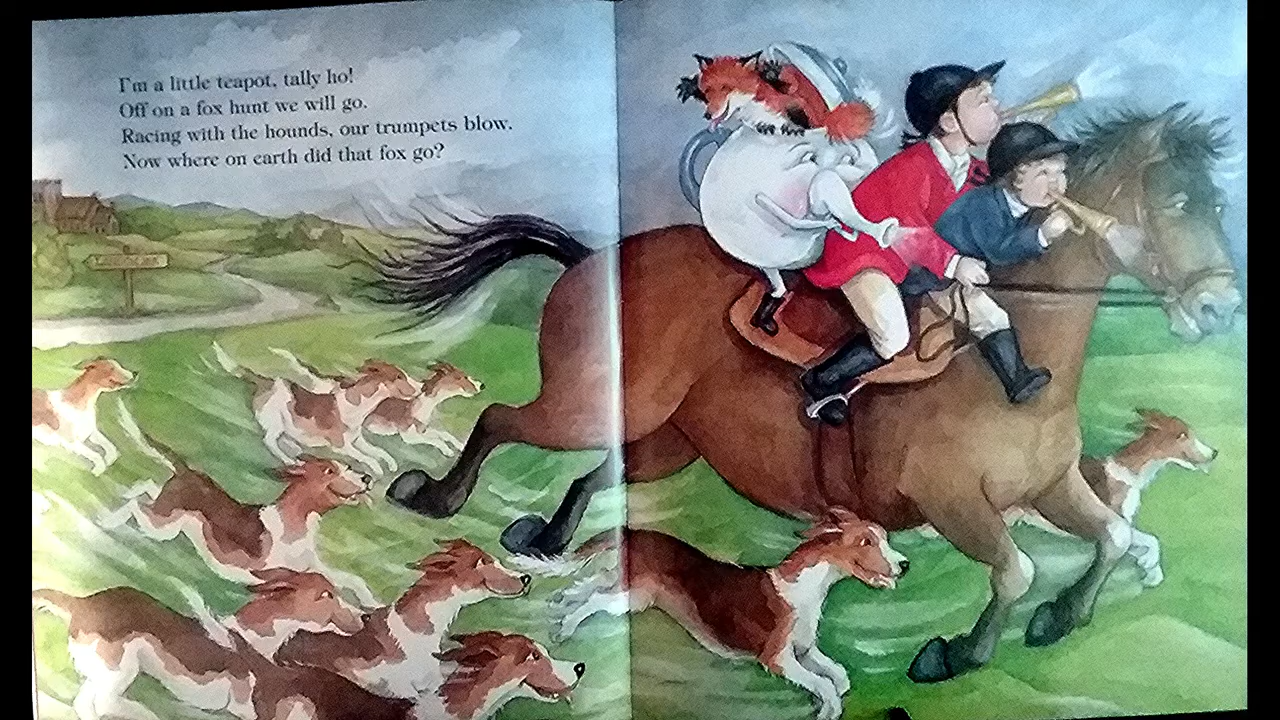 I'm a little teapot, tally ho!
Off on a fox hunt we will go.
Racing with the hounds, our trumpets blow.
Now where on earth did that fox go?